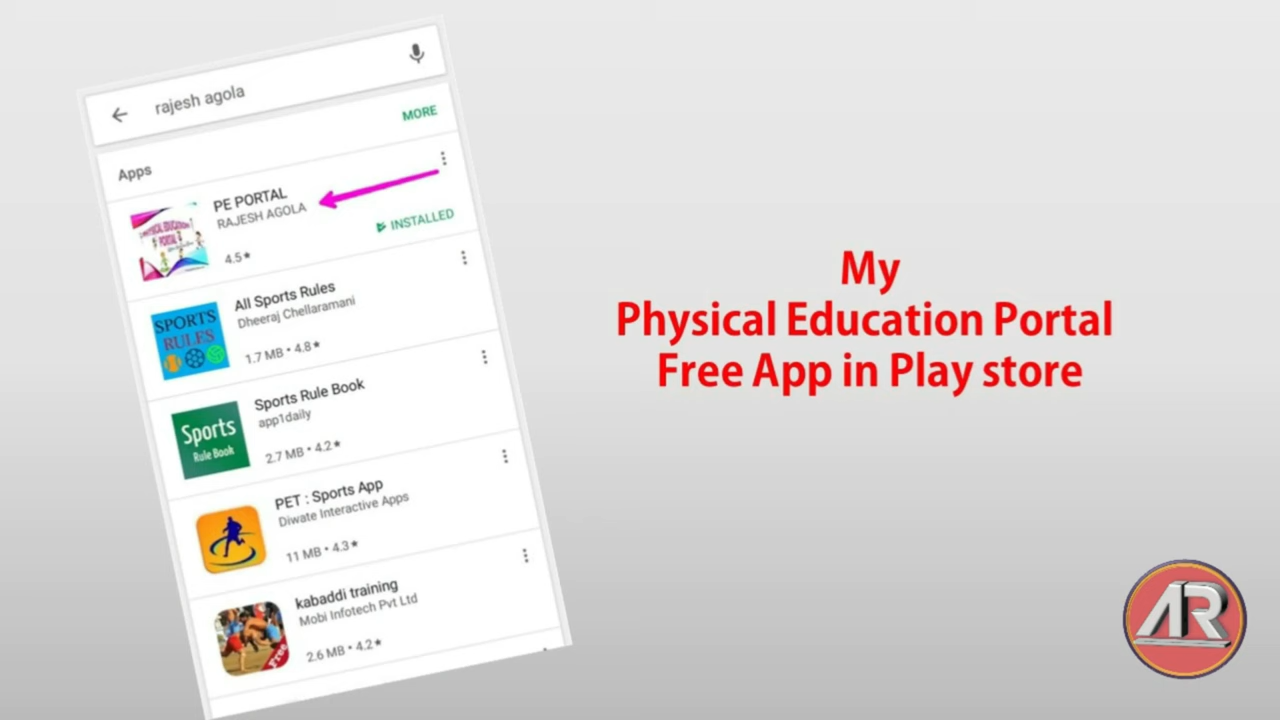 rajesh agola
MORE
Apps
PE PORTAL
RAJESH AGOLA
INSTALLED
4.5★
PHYSICAL EDUCATION
PORTAL
All Sports Rules
Dheeraj Chellaramani
1.7 MB • 4.8★
SPORTS
RULES
Sports Rule Book
app1daily
2.7 MB • 4.2★
Sports
Rule Book
PET : Sports App
Diwate Interactive Apps
11 MB • 4.3★
kabaddi training
Mobi Infotech Pvt Ltd
2.6 MB • 4.2★
Free
My
Physical Education Portal
Free App in Play store
AR